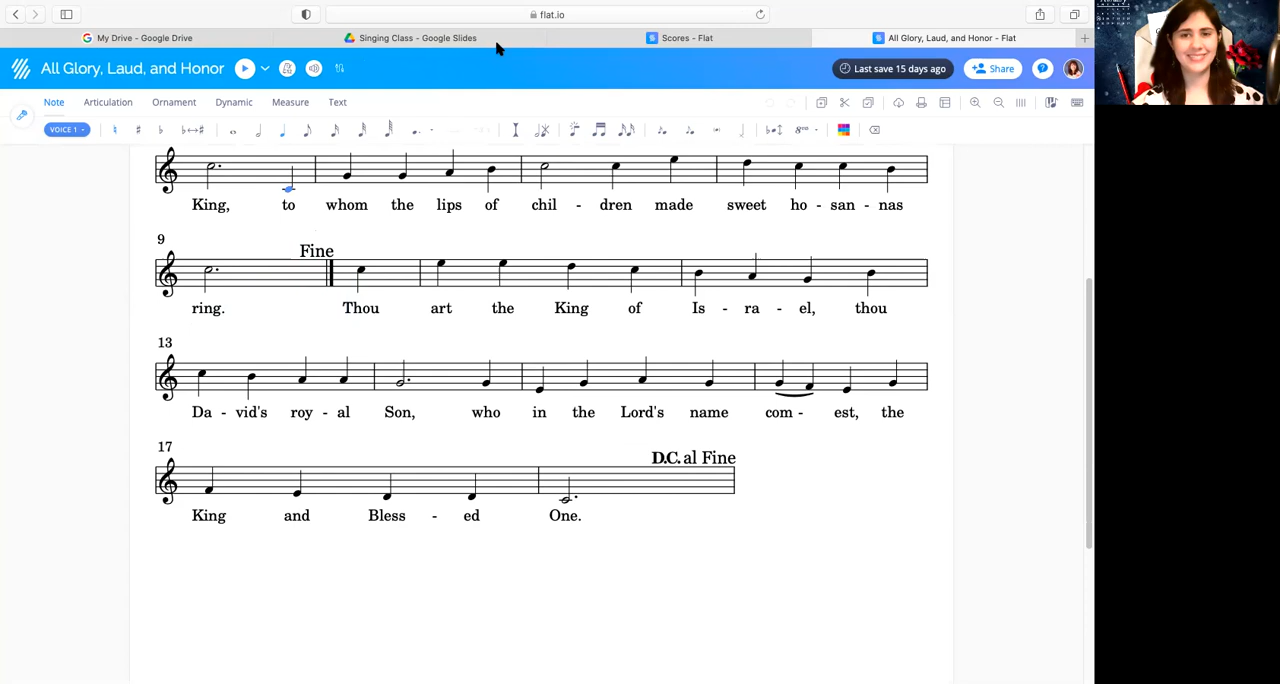 flat.io
My Drive - Google Drive
Singing Class - Google Slides
Scores - Flat
All Glory, Laud, and Honor - Flat
All Glory, Laud, and Honor
Last save 15 days ago
Share
Note Articulation Ornament Dynamic Measure Text
VOICE 1
8va
King, to whom the lips of chil - dren made sweet ho - san - nas
9
Fine
ring. Thou art the King of Is - ra - el, thou
13
Da - vid's roy - al Son, who in the Lord's name com - est, the
17
D.C. al Fine
King and Bless - ed One.